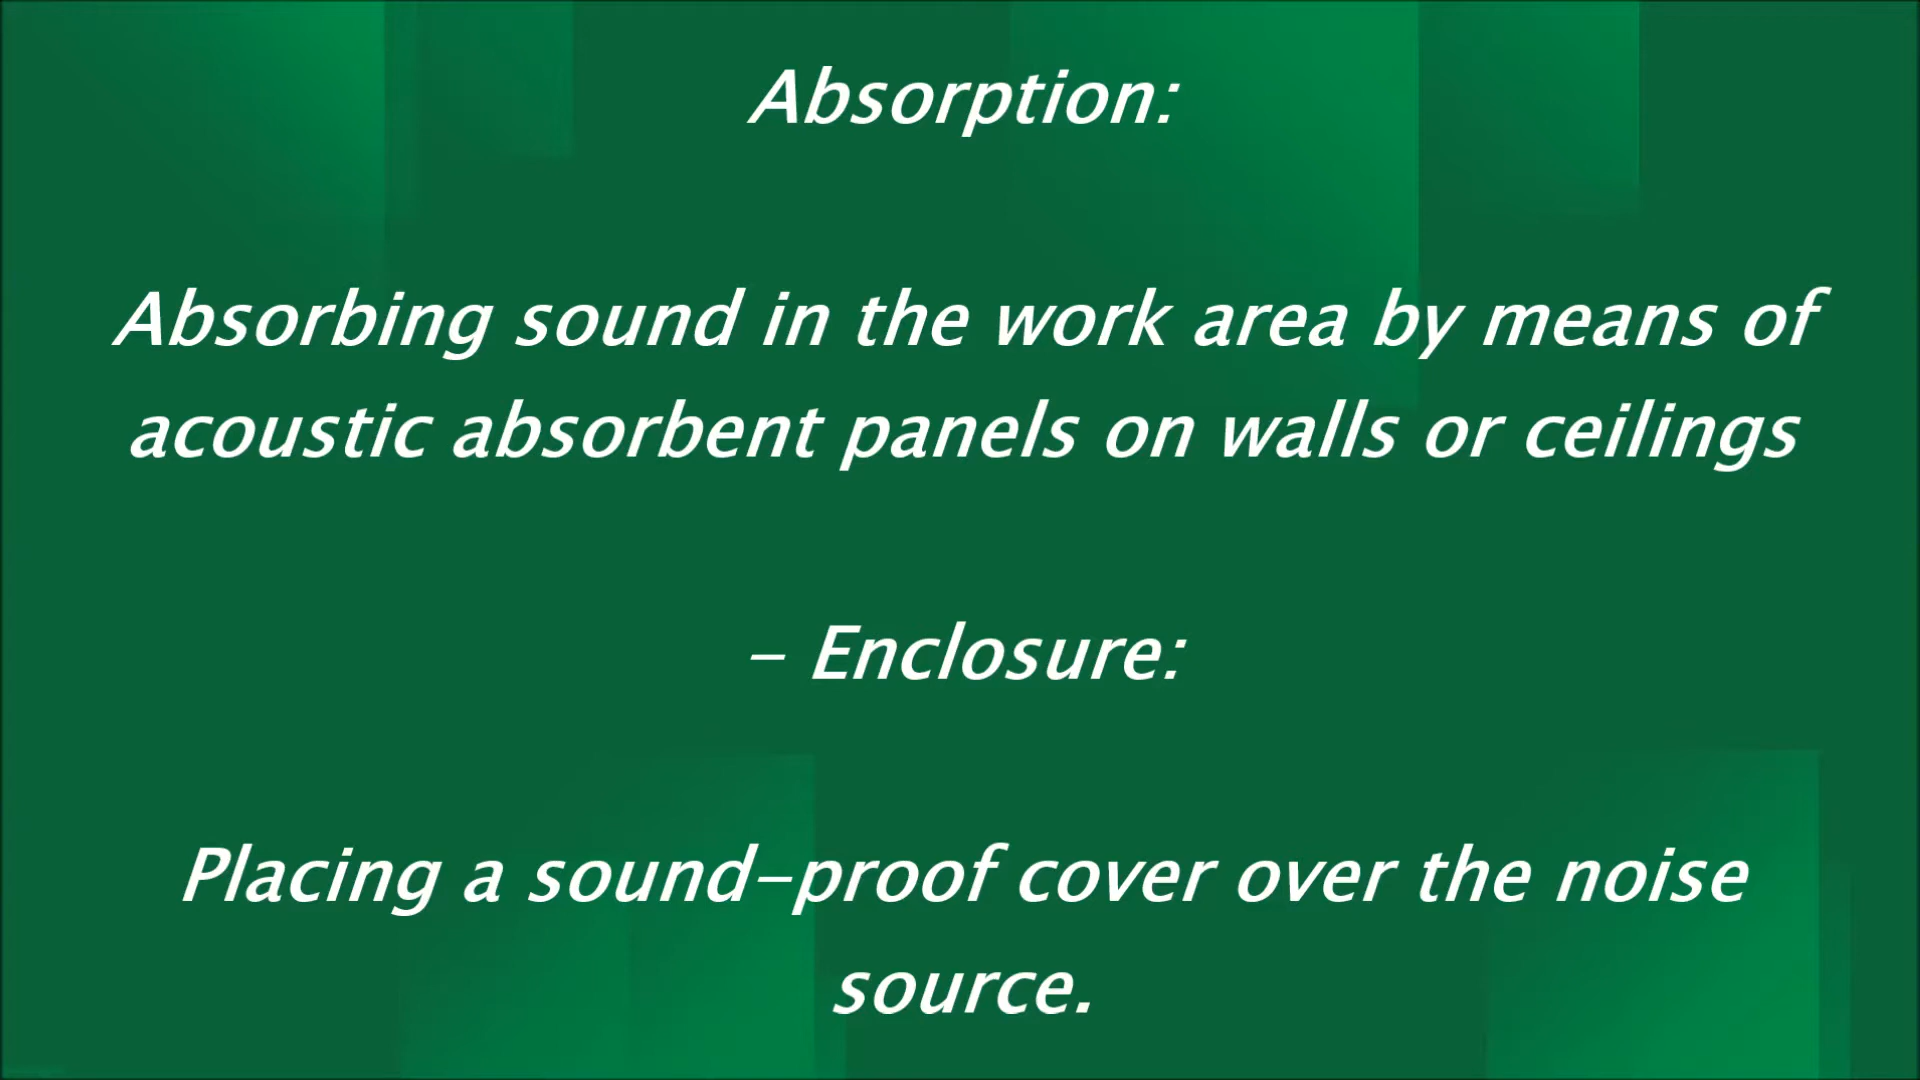 Absorption:
Absorbing sound in the work area by means of
acoustic absorbent panels on walls or ceilings
- Enclosure:
Placing a sound-proof cover over the noise
source.